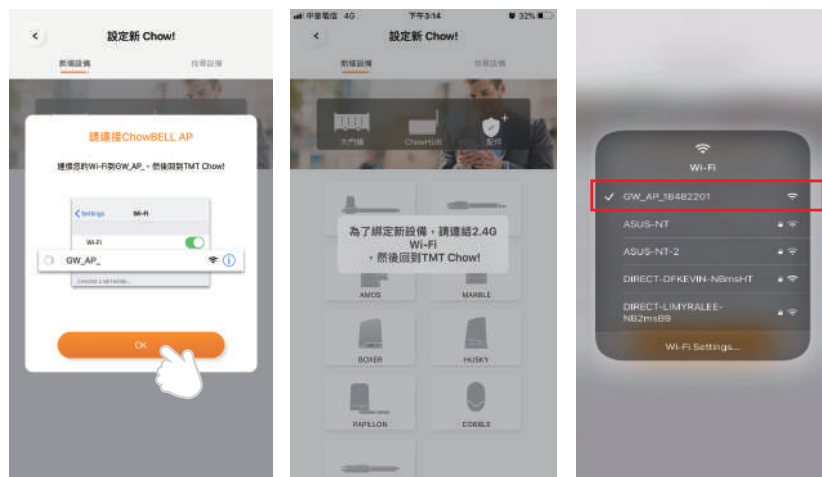 設定新 Chow!
新增設備
請連接ChowBELL AP
連接您的Wi-Fi到GW_AP_，然後回到TMT Chow!
Settings
Wi-Fi
Wi-Fi
GW_AP_
CHOOSE A NETWORK...
OK
中華電信 4G
下午3:14
32%
設定新 Chow!
新增設備
大門機
ChowHUB
配件
為了綁定新設備，請連結2.4G
Wi-Fi
，然後回到TMT Chow!
AMOS
MARBLE
BOXER
HUSKY
PAPILLON
COBBLE
Wi-Fi
GW_AP_18482201
ASUS-NT
ASUS-NT-2
DIRECT-DFKEVIN-NBmsHT
DIRECT-LIMYRALEE-
NB2msB9
Wi-Fi Settings...